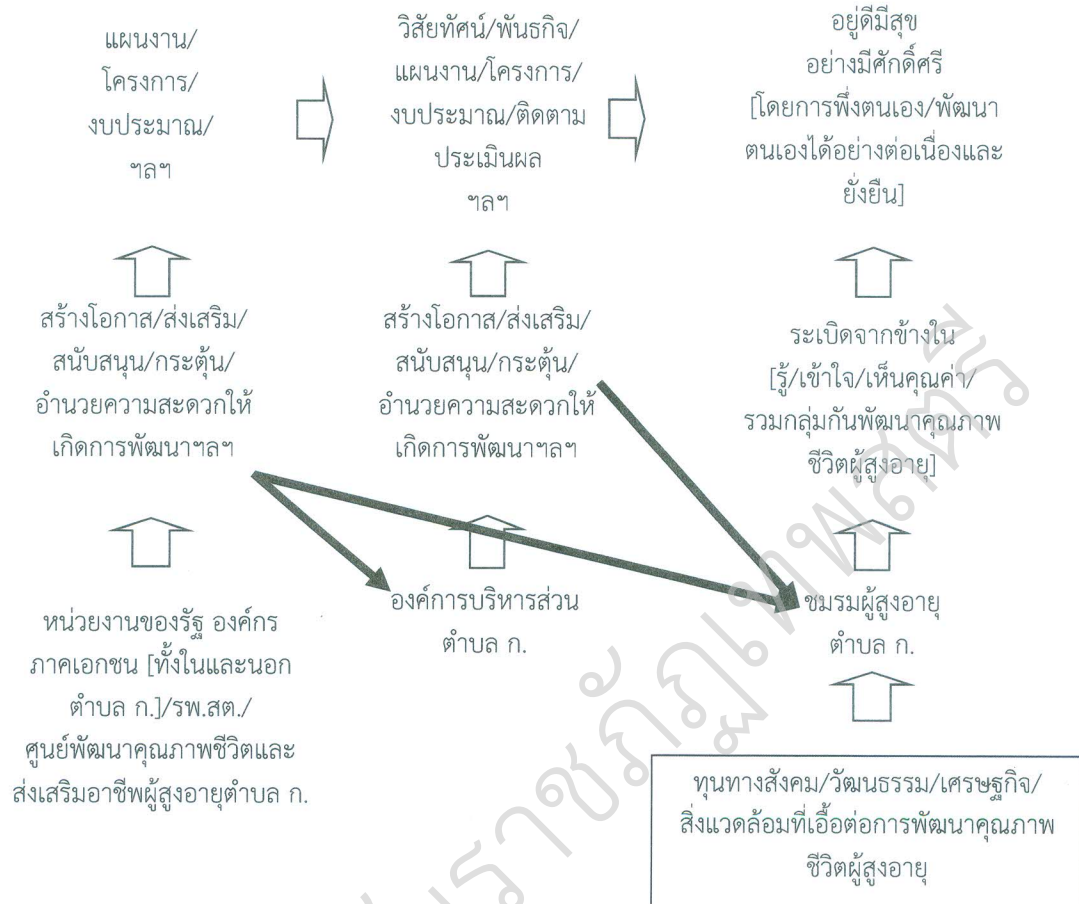 แผนงาน/
โครงการ/
งบประมาณ/
ฯลฯ
วิสัยทัศน์/พันธกิจ/
แผนงาน/โครงการ/
งบประมาณ/ติดตาม
ประเมินผล
ฯลฯ
อยู่ดีมีสุข
อย่างมีศักดิ์ศรี
[โดยการพึ่งตนเอง/พัฒนา
ตนเองได้อย่างต่อเนื่องและ
ยั่งยืน]
สร้างโอกาส/ส่งเสริม/
สนับสนุน/กระตุ้น/
อำนวยความสะดวกให้
เกิดการพัฒนาฯลฯ
สร้างโอกาส/ส่งเสริม/
สนับสนุน/กระตุ้น/
อำนวยความสะดวกให้
เกิดการพัฒนาฯลฯ
ระเบิดจากข้างใน
[รู้/เข้าใจ/เห็นคุณค่า/
รวมกลุ่มกันพัฒนาคุณภาพ
ชีวิตผู้สูงอายุ]
หน่วยงานของรัฐ องค์กร
ภาคเอกชน [ทั้งในและนอก
ตำบล ก.]/รพ.สต./
ศูนย์พัฒนาคุณภาพชีวิตและ
ส่งเสริมอาชีพผู้สูงอายุตำบล ก.
องค์การบริหารส่วน
ตำบล ก.
ชมรมผู้สูงอายุ
ตำบล ก.
ทุนทางสังคม/วัฒนธรรม/เศรษฐกิจ/
สิ่งแวดล้อมที่เอื้อต่อการพัฒนาคุณภาพ
ชีวิตผู้สูงอายุ
ราชภัฏเทพสตรี